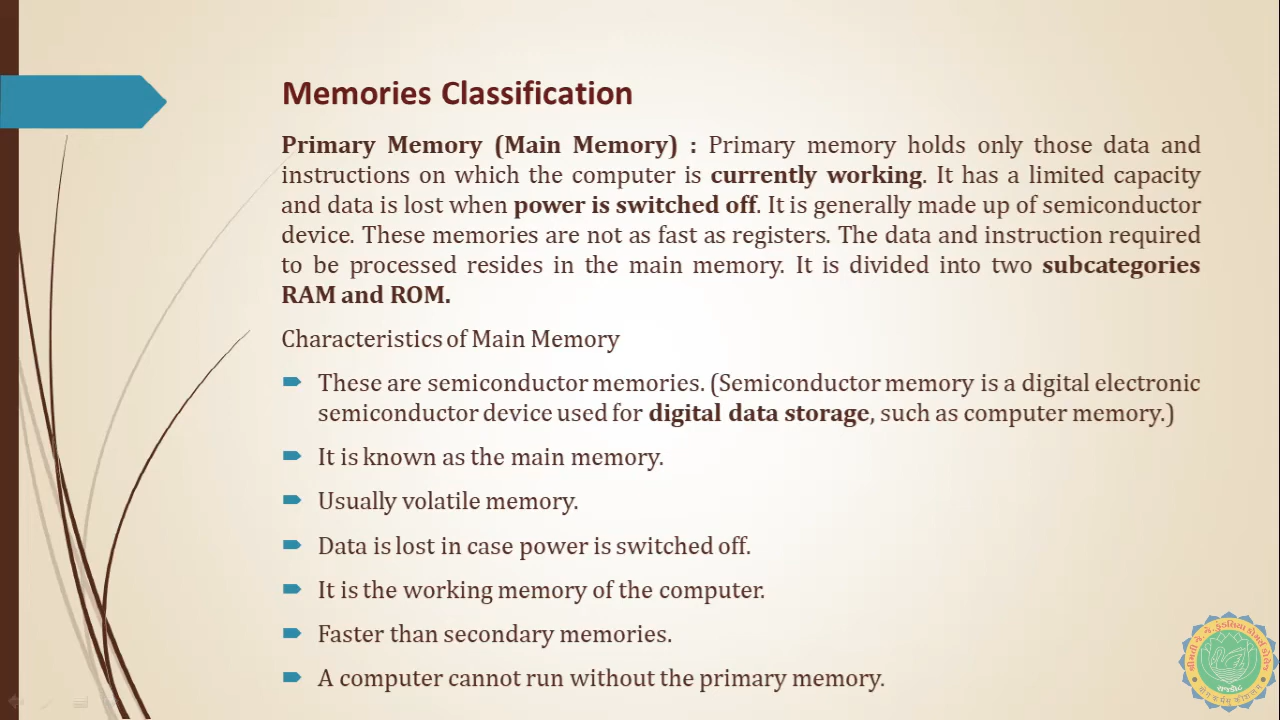 Memories Classification
Primary Memory (Main Memory) : Primary memory holds only those data and
instructions on which the computer is currently working. It has a limited capacity
and data is lost when power is switched off. It is generally made up of semiconductor
device. These memories are not as fast as registers. The data and instruction required
to be processed resides in the main memory. It is divided into two subcategories
RAM and ROM.
Characteristics of Main Memory
These are semiconductor memories. (Semiconductor memory is a digital electronic
semiconductor device used for digital data storage, such as computer memory.)
It is known as the main memory.
Usually volatile memory.
Data is lost in case power is switched off.
It is the working memory of the computer.
Faster than secondary memories.
A computer cannot run without the primary memory.
રાજકોટ